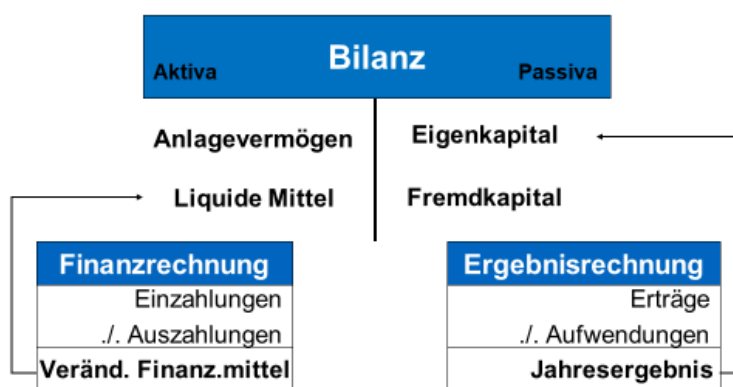 Bilanz
Aktiva
Passiva
Anlagevermögen
Eigenkapital
Liquide Mittel
Fremdkapital
Finanzrechnung
Einzahlungen
./. Auszahlungen
Veränd. Finanz.mittel
Ergebnisrechnung
Erträge
./. Aufwendungen
Jahresergebnis